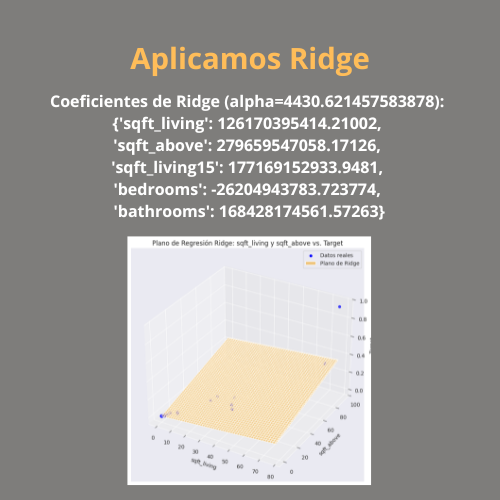 Aplicamos Ridge
Coeficientes de Ridge (alpha=4430.621457583878):
{'sqft_living': 126170395414.21002,
'sqft_above': 279659547058.17126,
'sqft_living15': 177169152933.9481,
'bedrooms': -26204943783.723774,
'bathrooms': 168428174561.57263}
Plano de Regresión Ridge: sqft_living y sqft_above vs. Target
Datos reales
Plano de Ridge
1.0
0.8
0.6
0.4
0.2
0.0
100
80
60
40
20
0
sqft_above
0 10 20 30 40 50 60 70 80
sqft_living